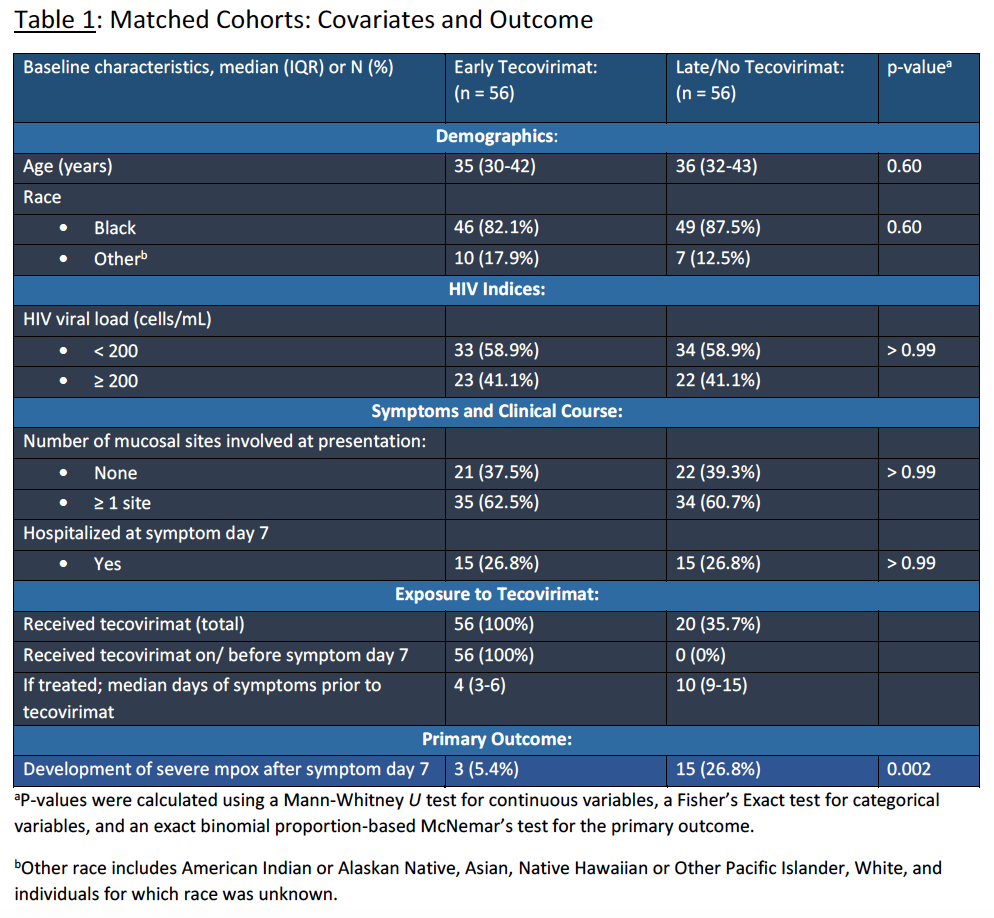 Table 1: Matched Cohorts: Covariates and Outcome
Baseline characteristics, median (IQR) or N (%) Early Tecovirimat: Late/No Tecovirimat: p-valueᵃ
(n = 56) (n = 56)
Demographics:
Age (years) 35 (30-42) 36 (32-43) 0.60
Race
• Black 46 (82.1%) 49 (87.5%) 0.60
• Otherᵇ 10 (17.9%) 7 (12.5%)
HIV Indices:
HIV viral load (cells/mL)
• < 200 33 (58.9%) 34 (58.9%) > 0.99
• ≥ 200 23 (41.1%) 22 (41.1%)
Symptoms and Clinical Course:
Number of mucosal sites involved at presentation:
• None 21 (37.5%) 22 (39.3%) > 0.99
• ≥ 1 site 35 (62.5%) 34 (60.7%)
Hospitalized at symptom day 7
• Yes 15 (26.8%) 15 (26.8%) > 0.99
Exposure to Tecovirimat:
Received tecovirimat (total) 56 (100%) 20 (35.7%)
Received tecovirimat on/ before symptom day 7 56 (100%) 0 (0%)
If treated; median days of symptoms prior to 4 (3-6) 10 (9-15)
tecovirimat
Primary Outcome:
Development of severe mpox after symptom day 7 3 (5.4%) 15 (26.8%) 0.002
ᵃP-values were calculated using a Mann-Whitney U test for continuous variables, a Fisher's Exact test for categorical
variables, and an exact binomial proportion-based McNemar's test for the primary outcome.
ᵇOther race includes American Indian or Alaskan Native, Asian, Native Hawaiian or Other Pacific Islander, White, and
individuals for which race was unknown.